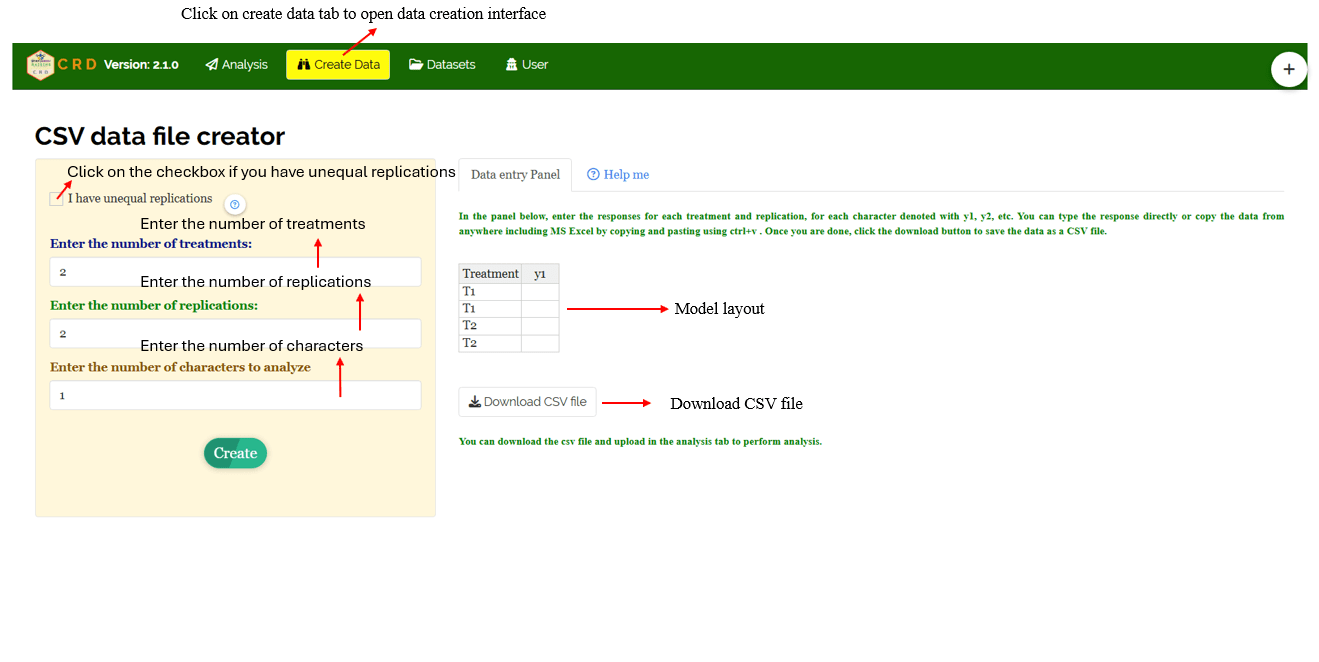 Click on create data tab to open data creation interface
C R D Version: 2.1.0 Analysis Create Data Datasets User +
CSV data file creator
Click on the checkbox if you have unequal replications
I have unequal replications
Enter the number of treatments
Enter the number of treatments:
2
Enter the number of replications
Enter the number of replications:
2
Enter the number of characters
Enter the number of characters to analyze
1
Create
Data entry Panel Help me
In the panel below, enter the responses for each treatment and replication, for each character denoted with y1, y2, etc. You can type the response directly or copy the data from
anywhere including MS Excel by copying and pasting using ctrl+v . Once you are done, click the download button to save the data as a CSV file.
Treatment y1
T1
T1
T2
T2
Model layout
Download CSV file
Download CSV file
You can download the csv file and upload in the analysis tab to perform analysis.